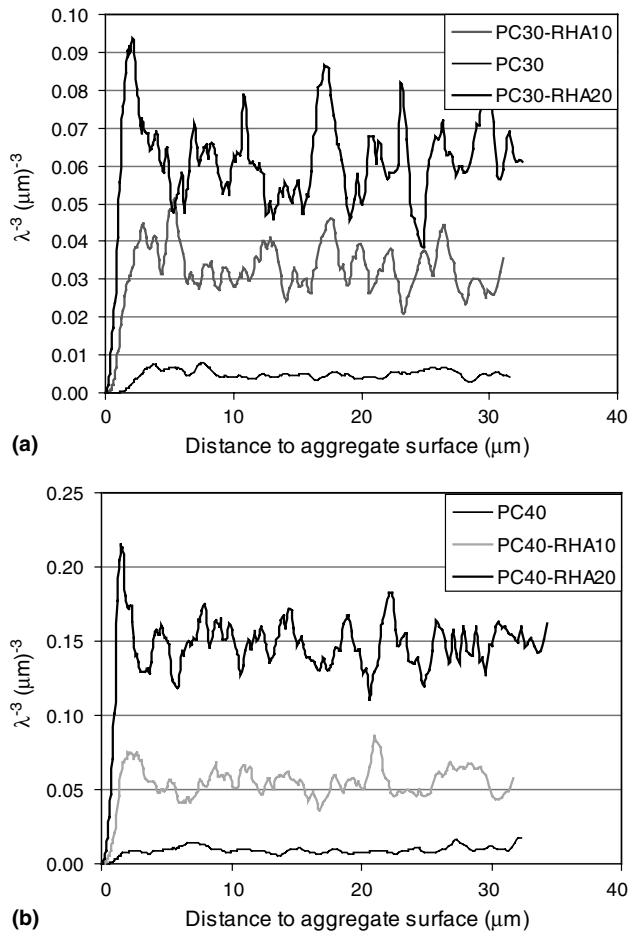 0.10
0.09
0.08
0.07
0.06
0.05
0.04
0.03
0.02
0.01
0.00
λ⁻³ (μm)⁻³
PC30-RHA10
PC30
PC30-RHA20
0 10 20 30 40
(a) Distance to aggregate surface (μm)
0.25
0.20
0.15
0.10
0.05
0.00
λ⁻³ (μm)⁻³
PC40
PC40-RHA10
PC40-RHA20
0 10 20 30 40
(b) Distance to aggregate surface (μm)